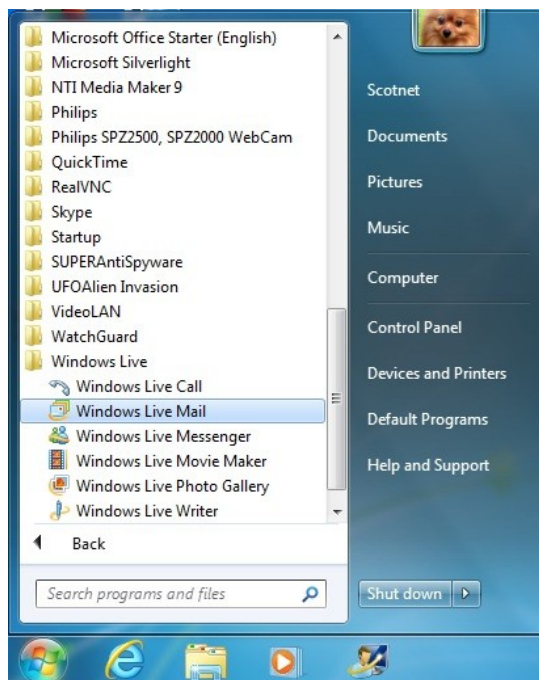 Microsoft Office Starter (English)
Microsoft Silverlight
NTI Media Maker 9
Philips
Philips SPZ2500, SPZ2000 WebCam
QuickTime
RealVNC
Skype
Startup
SUPERAntiSpyware
UFOAlien Invasion
VideoLAN
WatchGuard
Windows Live
Windows Live Call
Windows Live Mail
Windows Live Messenger
Windows Live Movie Maker
Windows Live Photo Gallery
Windows Live Writer
Back
Search programs and files
Scotnet
Documents
Pictures
Music
Computer
Control Panel
Devices and Printers
Default Programs
Help and Support
Shut down